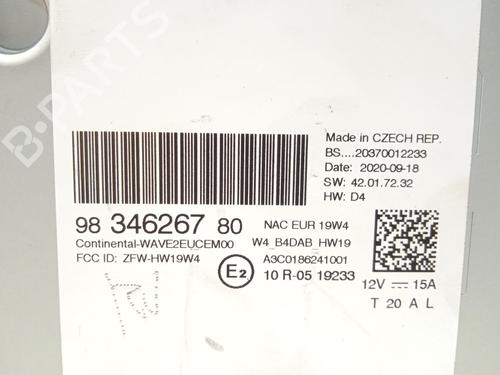 B-PARTS
Made in CZECH REP.
BS....20370012233
Date: 2020-09-18
SW: 42.01.72.32
HW: D4
98 346267 80
NAC EUR 19W4
Continental-WAVE2EUCEM00
W4_B4DAB_HW19
FCC ID: ZFW-HW19W4
A3C0186241001
E2
10 R-05 19233
12V 15A
T 20 A L